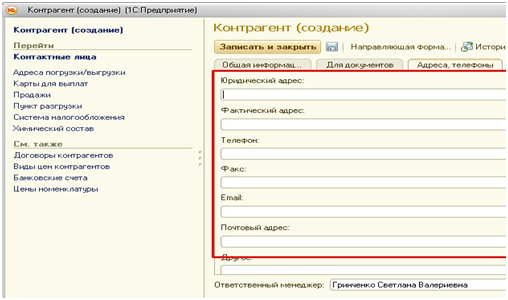 Контрагент (создание) (1С:Предприятие)
Контрагент (создание)
Перейти
Контактные лица
Адреса погрузки/выгрузки
Карты для выплат
Продажи
Пункт разгрузки
Система налогообложения
Химический состав
См. также
Договоры контрагентов
Виды цен контрагентов
Банковские счета
Цены номенклатуры
Контрагент (создание)
Записать и закрыть Направляющая форма... Истори
Общая информац... Для документов Адреса, телефоны
Юридический адрес:
Фактический адрес:
Телефон:
Факс:
Email:
Почтовый адрес:
Другое:
Ответственный менеджер: Гринченко Светлана Валериевна